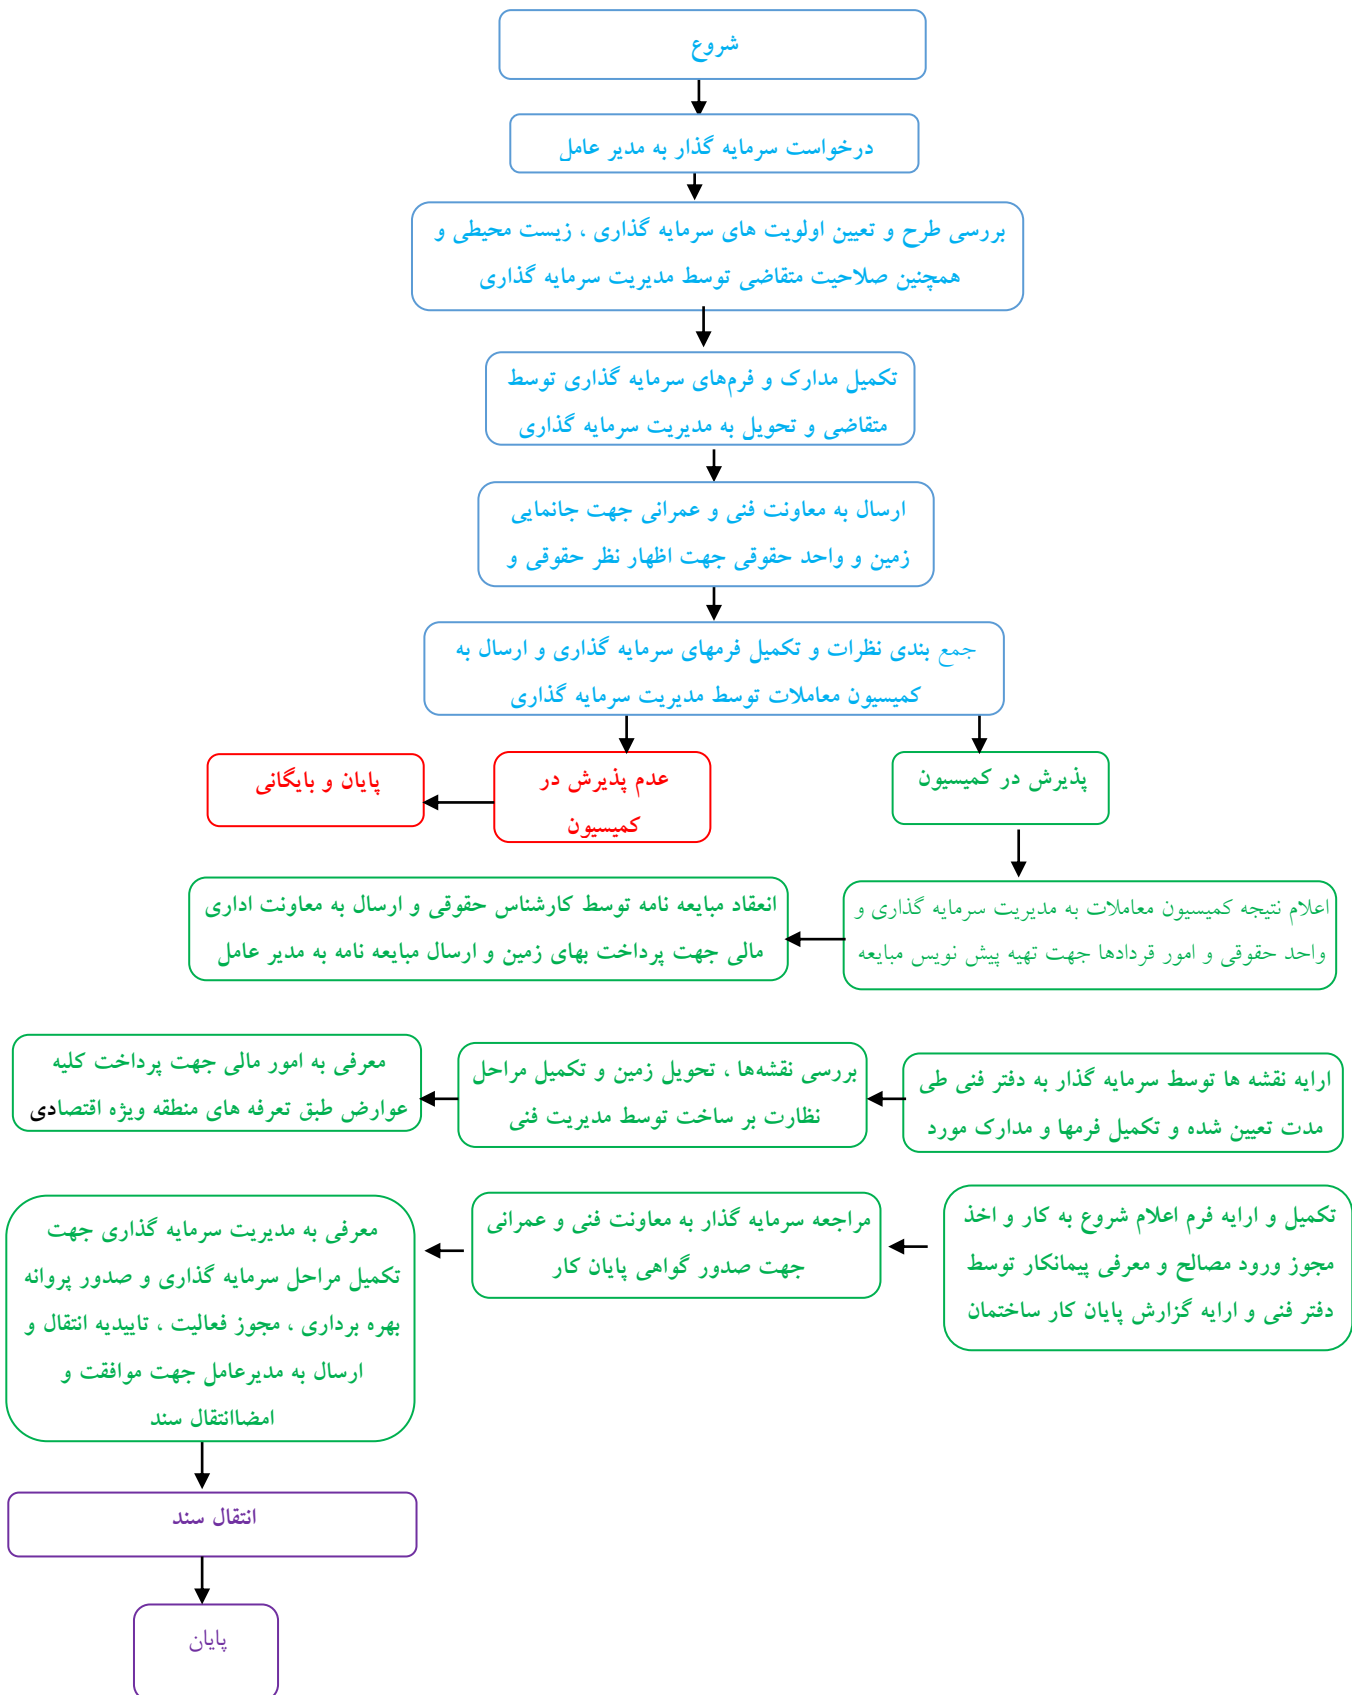 شروع
درخواست سرمایه گذار به مدیر عامل
بررسی طرح و تعیین اولویت های سرمایه گذاری ، زیست محیطی و
همچنین صلاحیت متقاضی توسط مدیریت سرمایه گذاری
تکمیل مدارک و فرم‌های سرمایه گذاری توسط
متقاضی و تحویل به مدیریت سرمایه گذاری
ارسال به معاونت فنی و عمرانی جهت جانمایی
زمین و واحد حقوقی جهت اظهار نظر حقوقی و
جمع بندی نظرات و تکمیل فرمهای سرمایه گذاری و ارسال به
کمیسیون معاملات توسط مدیریت سرمایه گذاری
پذیرش در کمیسیون
عدم پذیرش در
کمیسیون
پایان و بایگانی
اعلام نتیجه کمیسیون معاملات به مدیریت سرمایه گذاری و
واحد حقوقی و امور قردادها جهت تهیه پیش نویس مبایعه
انعقاد مبایعه نامه توسط کارشناس حقوقی و ارسال به معاونت اداری
مالی جهت پرداخت بهای زمین و ارسال مبایعه نامه به مدیر عامل
ارایه نقشه ها توسط سرمایه گذار به دفتر فنی طی
مدت تعیین شده و تکمیل فرمها و مدارک مورد
بررسی نقشه‌ها ، تحویل زمین و تکمیل مراحل
نظارت بر ساخت توسط مدیریت فنی
معرفی به امور مالی جهت پرداخت کلیه
عوارض طبق تعرفه های منطقه ویژه اقتصادی
تکمیل و ارایه فرم اعلام شروع به کار و اخذ
مجوز ورود مصالح و معرفی پیمانکار توسط
دفتر فنی و ارایه گزارش پایان کار ساختمان
مراجعه سرمایه گذار به معاونت فنی و عمرانی
جهت صدور گواهی پایان کار
معرفی به مدیریت سرمایه گذاری جهت
تکمیل مراحل سرمایه گذاری و صدور پروانه
بهره برداری ، مجوز فعالیت ، تاییدیه انتقال و
ارسال به مدیرعامل جهت موافقت و
امضاانتقال سند
انتقال سند
پایان